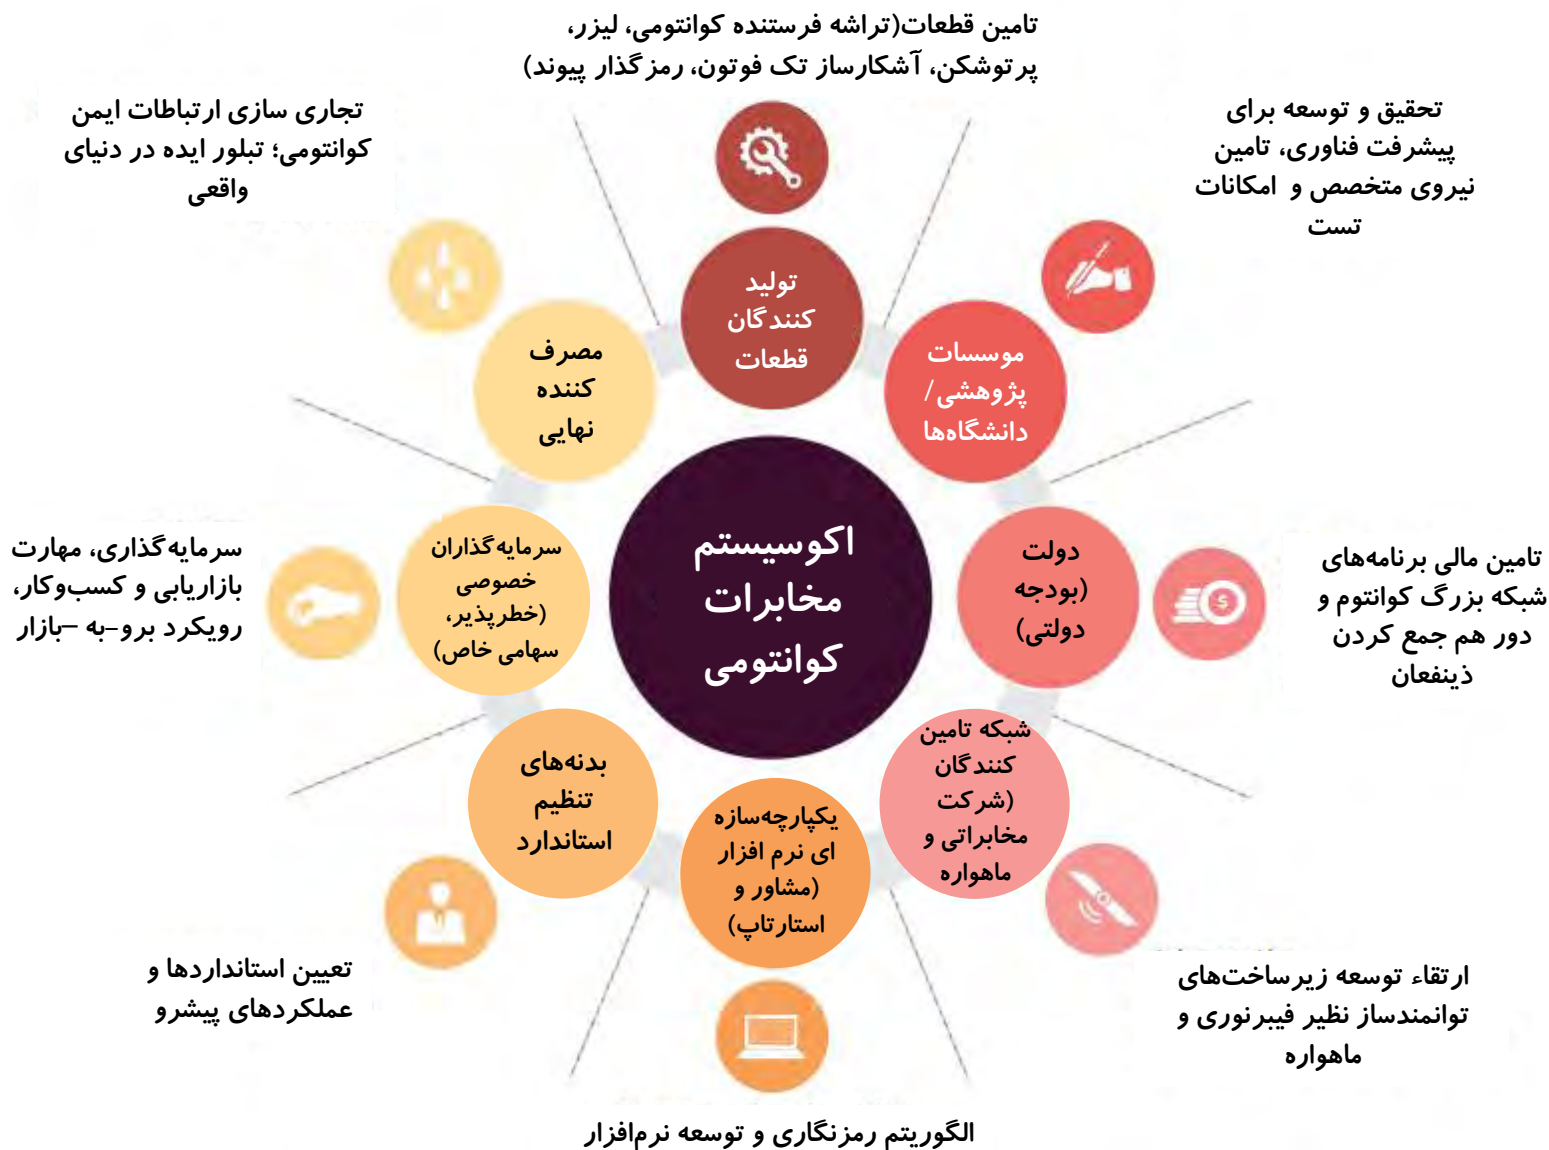 تامین قطعات(تراشه فرستنده کوانتومی، لیزر،
پرتوشکن، آشکارساز تک فوتون، رمزگذار پیوند)
تحقیق و توسعه برای
پیشرفت فناوری، تامین
نیروی متخصص و امکانات
تست
تجاری سازی ارتباطات ایمن
کوانتومی؛ تبلور ایده در دنیای
واقعی
تولید
کنندگان
قطعات
موسسات
پژوهشی/
دانشگاه‌ها
مصرف
کننده
نهایی
اکوسیستم
مخابرات
کوانتومی
دولت
(بودجه
دولتی)
تامین مالی برنامه‌های
شبکه بزرگ کوانتوم و
دور هم جمع کردن
ذینفعان
سرمایه‌گذاران
خصوصی
(خطرپذیر،
سهامی خاص)
سرمایه‌گذاری، مهارت
بازاریابی و کسب‌وکار،
رویکرد برو-به –بازار
شبکه تامین
کنندگان
(شرکت
مخابراتی و
ماهواره
یکپارچه‌سازه
ای نرم افزار
(مشاور و
استارتاپ)
بدنه‌های
تنظیم
استاندارد
ارتقاء توسعه زیرساخت‌های
توانمندساز نظیر فیبرنوری و
ماهواره
تعیین استانداردها و
عملکردهای پیشرو
الگوریتم رمزنگاری و توسعه نرم‌افزار